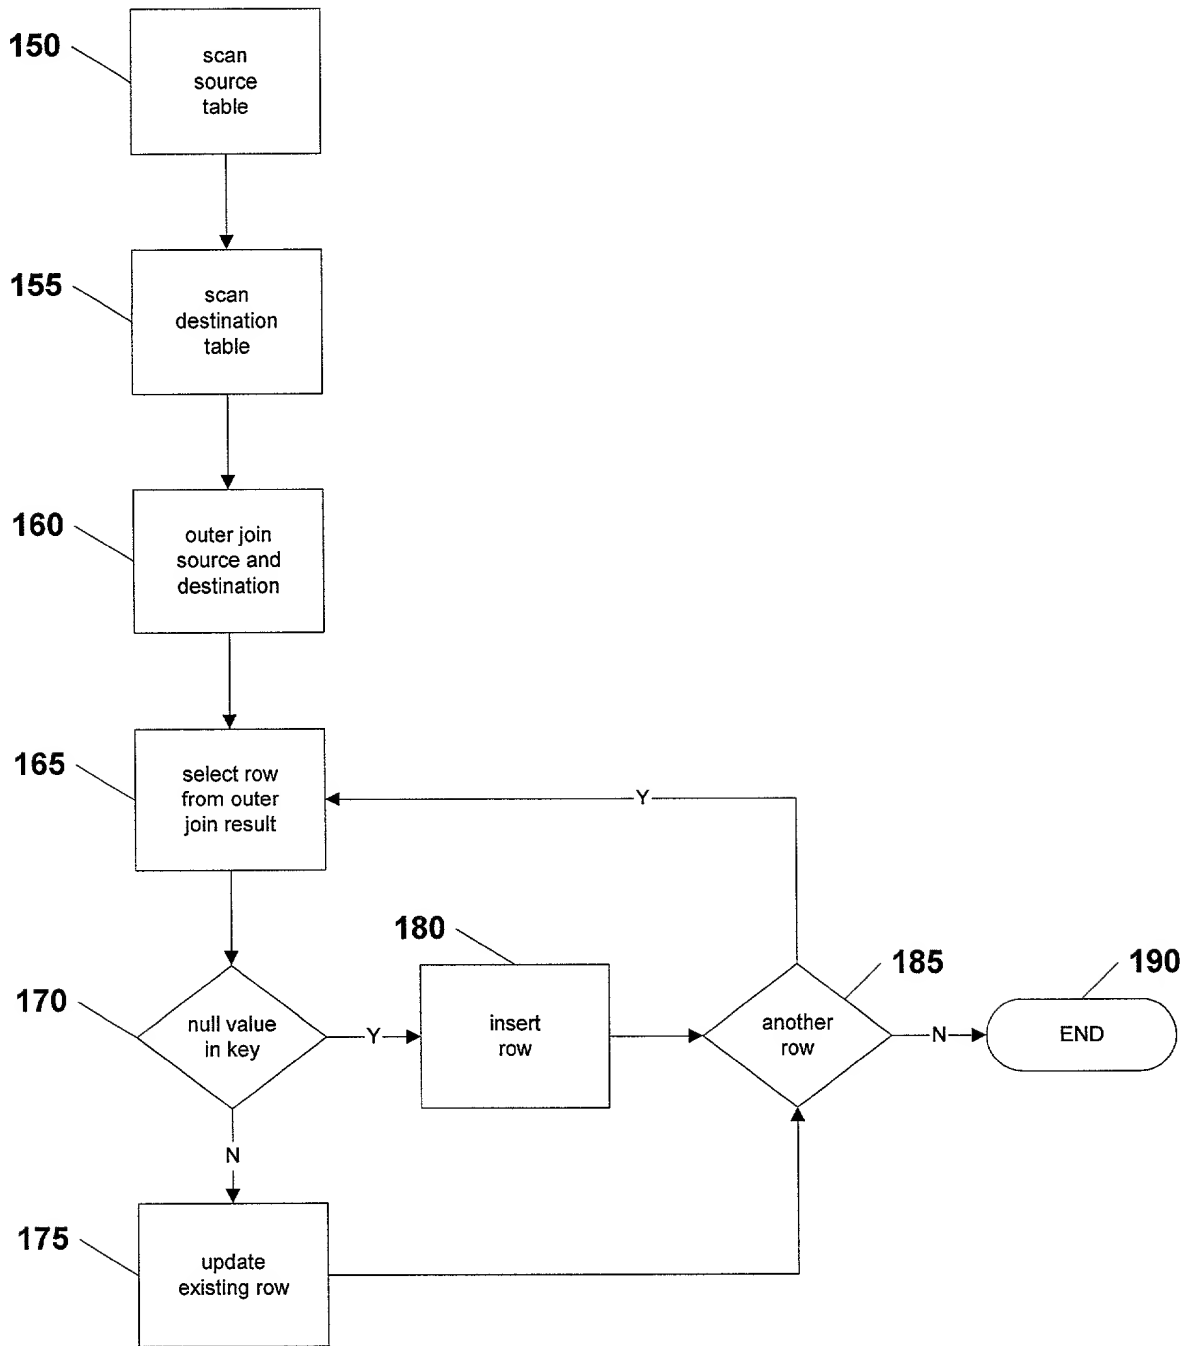 150
scan
source
table
155
scan
destination
table
160
outer join
source and
destination
165
select row
from outer
join result
Y
170
null value
in key
Y
180
insert
row
185
another
row
N
190
END
N
175
update
existing row